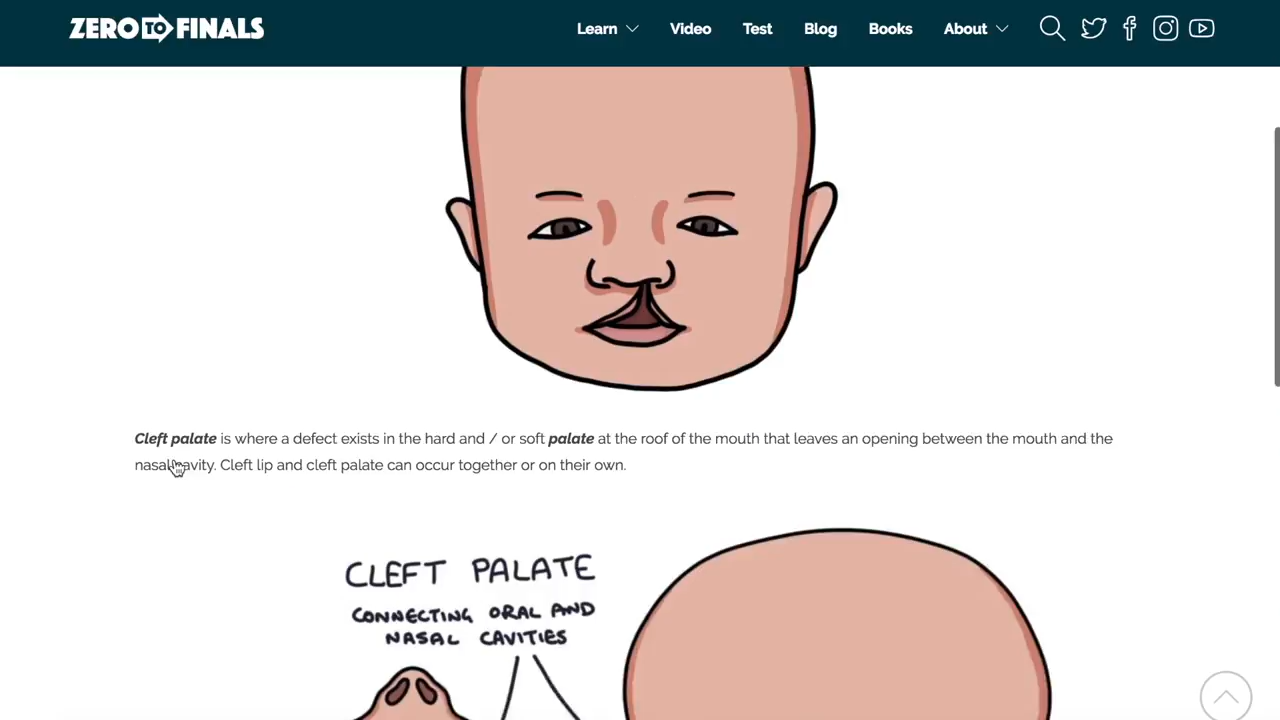 ZERO TO FINALS
Learn Video Test Blog Books About
Cleft palate is where a defect exists in the hard and / or soft palate at the roof of the mouth that leaves an opening between the mouth and the
nasal cavity. Cleft lip and cleft palate can occur together or on their own.
CLEFT PALATE
CONNECTING ORAL AND
NASAL CAVITIES